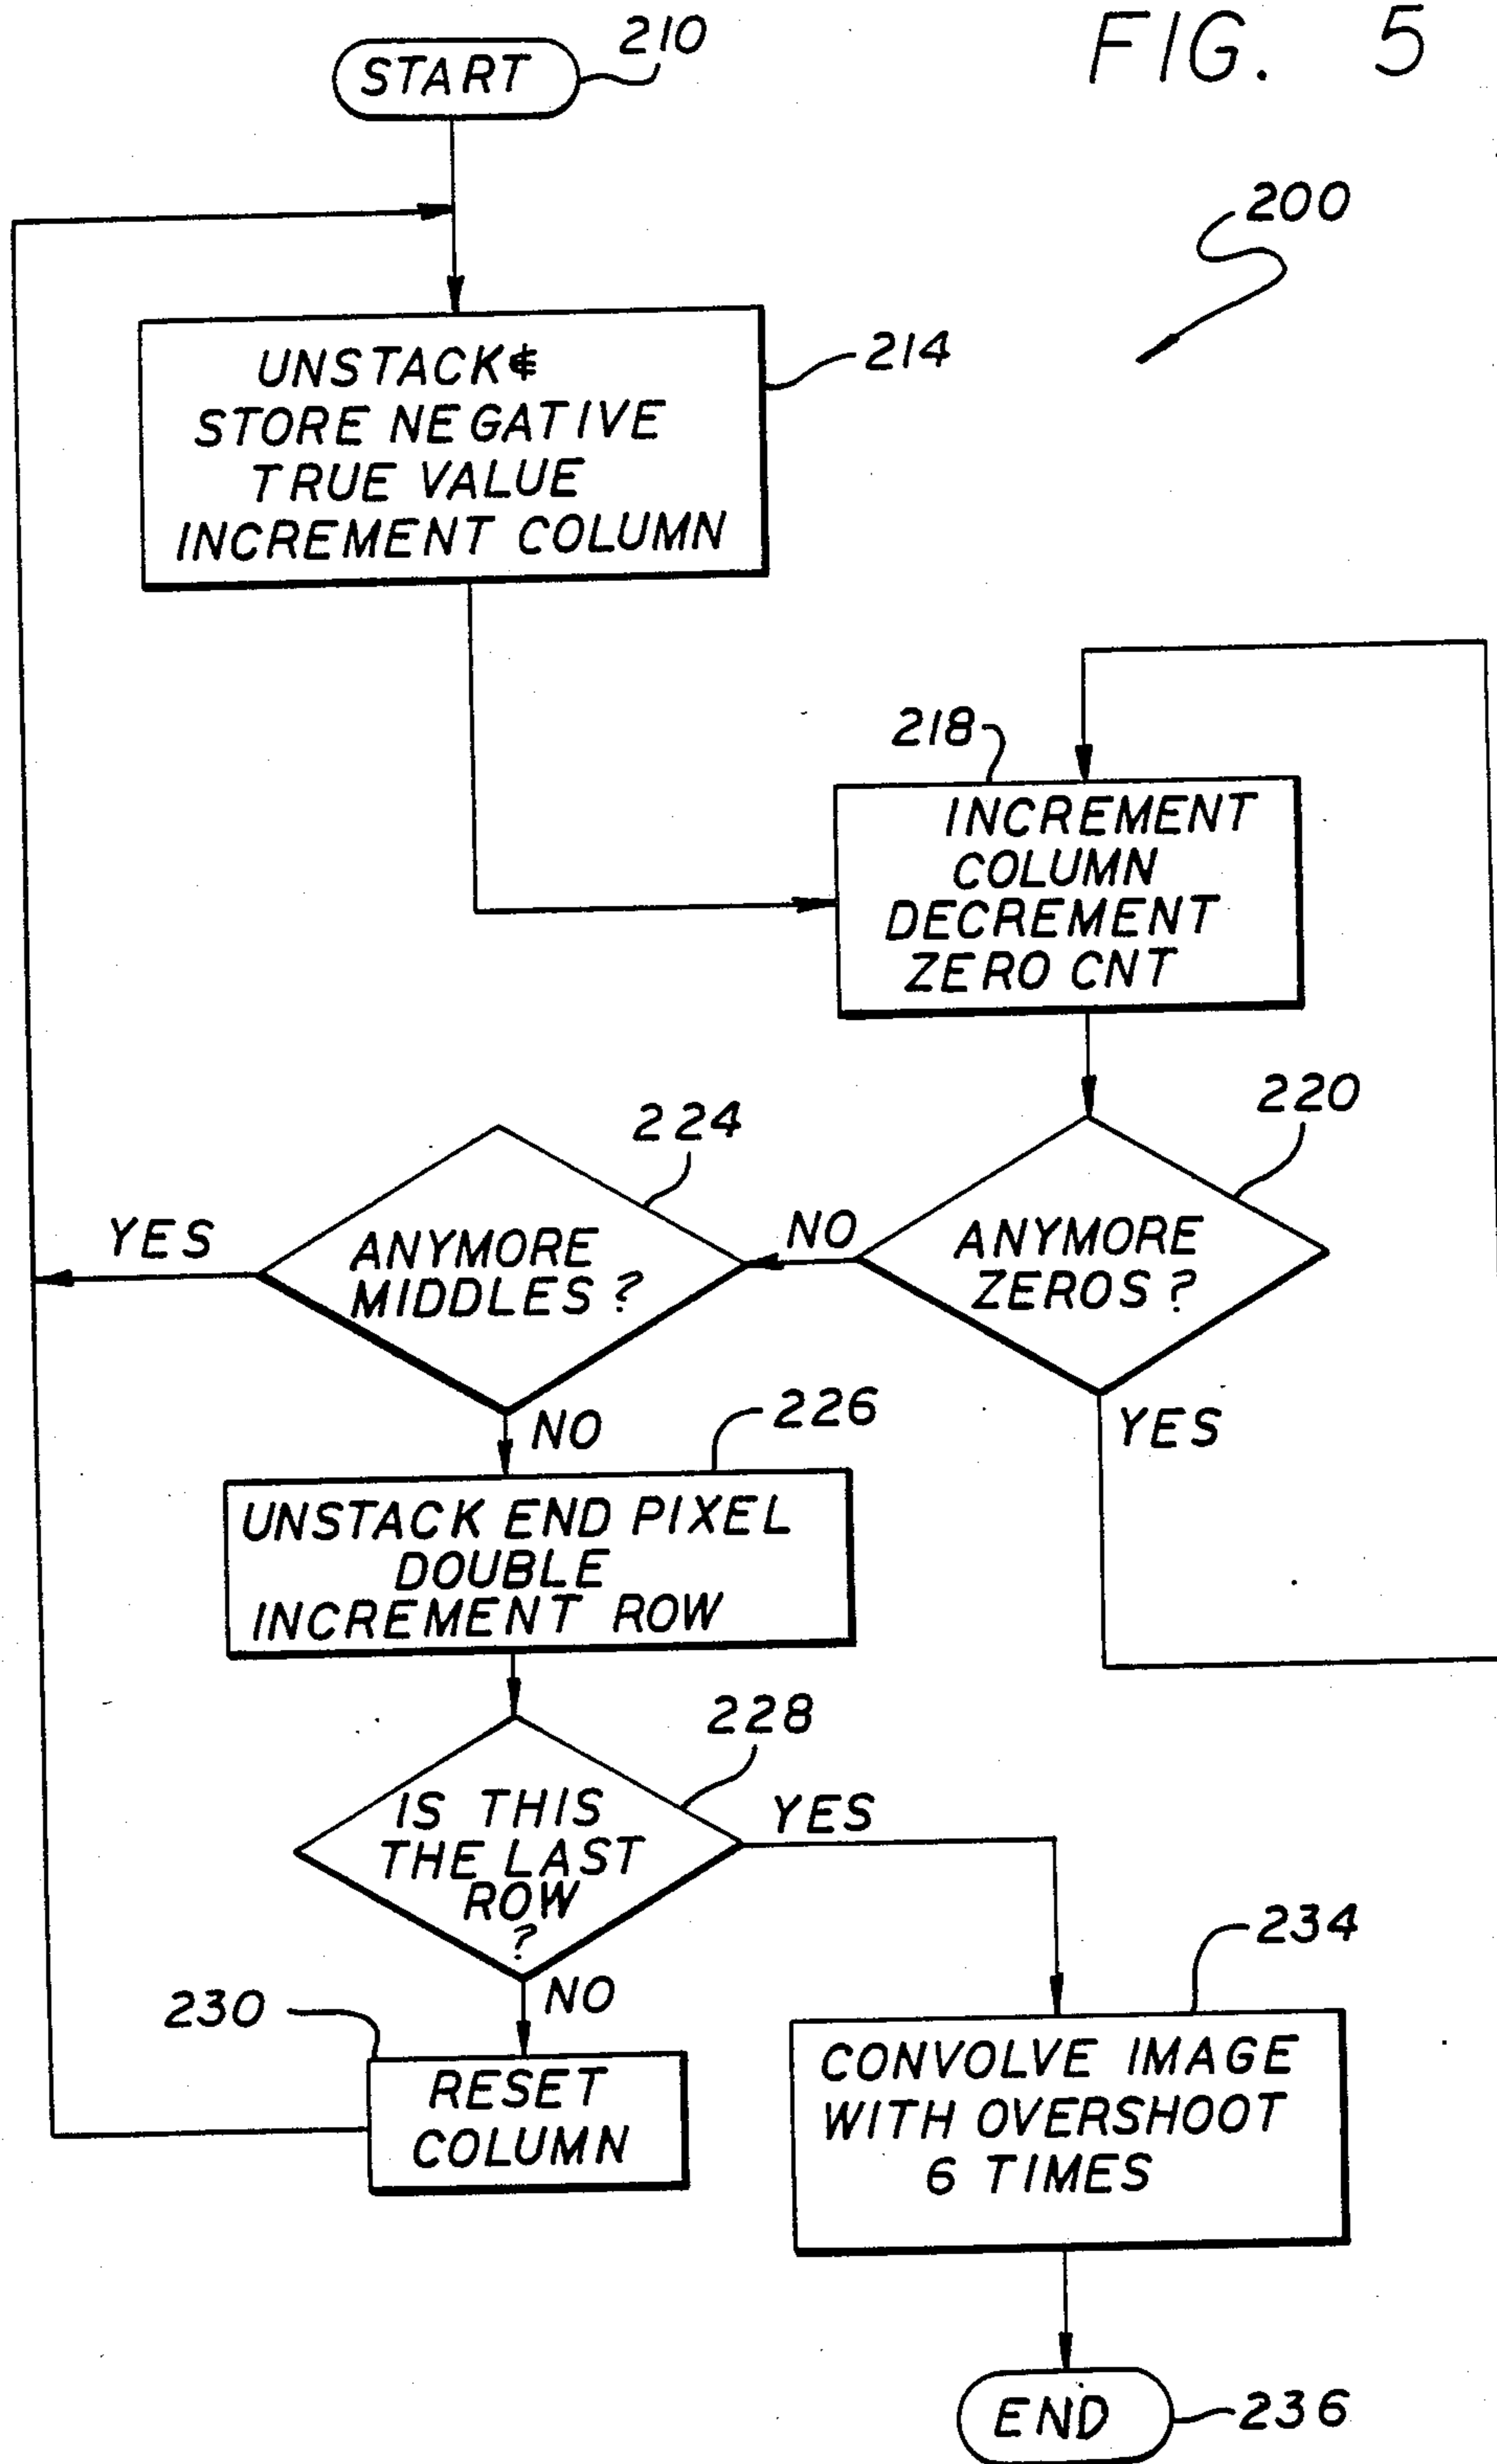 FIG. 5
START
210
200
UNSTACK &
STORE NEGATIVE
TRUE VALUE
INCREMENT COLUMN
214
218
INCREMENT
COLUMN
DECREMENT
ZERO CNT
220
ANYMORE
ZEROS?
NO
YES
224
ANYMORE
MIDDLES?
YES
NO
226
UNSTACK END PIXEL
DOUBLE
INCREMENT ROW
228
IS THIS
THE LAST
ROW
?
YES
NO
230
RESET
COLUMN
234
CONVOLVE IMAGE
WITH OVERSHOOT
6 TIMES
END
236